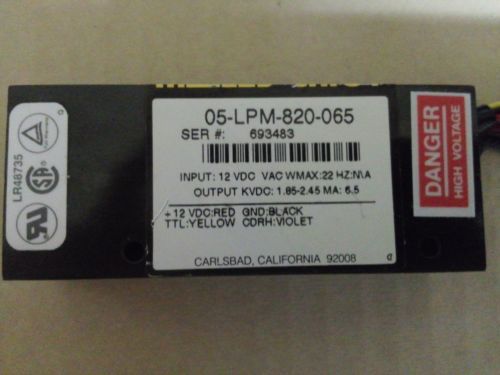 05-LPM-820-065
SER #: 693483
INPUT: 12 VDC VAC WMAX:22 HZ:N\A
OUTPUT KVDC: 1.85-2.45 MA: 6.5
+12 VDC:RED GND:BLACK
TTL:YELLOW CDRH:VIOLET
CARLSBAD, CALIFORNIA 92008
LR48735
DANGER
HIGH VOLTAGE